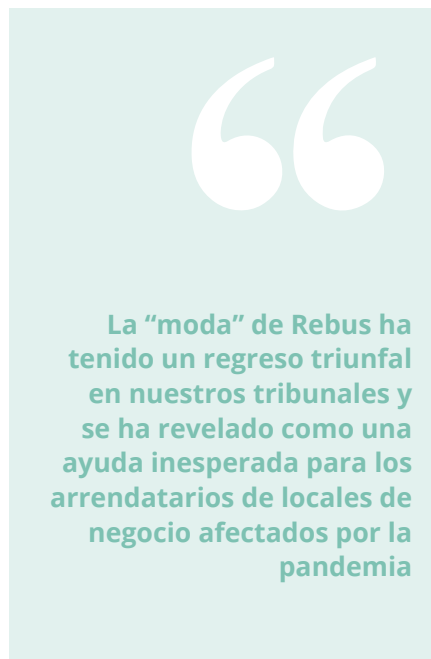 “
La “moda” de Rebus ha
tenido un regreso triunfal
en nuestros tribunales y
se ha revelado como una
ayuda inesperada para los
arrendatarios de locales de
negocio afectados por la
pandemia